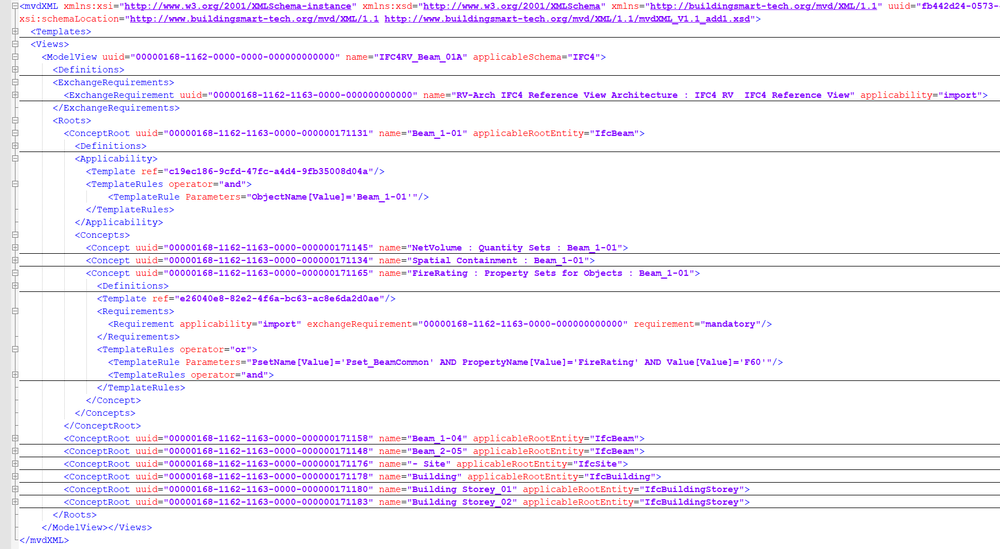 <mvdXML xmlns:xsi="http://www.w3.org/2001/XMLSchema-instance" xmlns:xsd="http://www.w3.org/2001/XMLSchema" xmlns="http://buildingsmart-tech.org/mvd/XML/1.1" uuid="fb442d24-0573-
xsi:schemaLocation="http://www.buildingsmart-tech.org/mvd/XML/1.1 http://www.buildingsmart-tech.org/mvd/XML/1.1/mvdXML_V1.1_add1.xsd">
<Templates>
<Views>
<ModelView uuid="00000168-1162-0000-0000-000000000000" name="IFC4RV_Beam_01A" applicableSchema="IFC4">
<Definitions>
<ExchangeRequirements>
<ExchangeRequirement uuid="00000168-1162-1163-0000-000000000000" name="RV-Arch IFC4 Reference View Architecture : IFC4 RV  IFC4 Reference View" applicability="import">
</ExchangeRequirements>
<Roots>
<ConceptRoot uuid="00000168-1162-1163-0000-000000171131" name="Beam_1-01" applicableRootEntity="IfcBeam">
<Definitions>
<Applicability>
<Template ref="c19ec186-9cfd-47fc-a4d4-9fb35008d04a"/>
<TemplateRules operator="and">
<TemplateRule Parameters="ObjectName[Value]='Beam_1-01'"/>
</TemplateRules>
</Applicability>
<Concepts>
<Concept uuid="00000168-1162-1163-0000-000000171145" name="NetVolume : Quantity Sets : Beam_1-01">
<Concept uuid="00000168-1162-1163-0000-000000171134" name="Spatial Containment : Beam_1-01">
<Concept uuid="00000168-1162-1163-0000-000000171165" name="FireRating : Property Sets for Objects : Beam_1-01">
<Definitions>
<Template ref="e26040e8-82e2-4f6a-bc63-ac8e6da2d0ae"/>
<Requirements>
<Requirement applicability="import" exchangeRequirement="00000168-1162-1163-0000-000000000000" requirement="mandatory"/>
</Requirements>
<TemplateRules operator="or">
<TemplateRule Parameters="PsetName[Value]='Pset_BeamCommon' AND PropertyName[Value]='FireRating' AND Value[Value]='F60'"/>
<TemplateRules operator="and">
</TemplateRules>
</Concept>
</Concepts>
</ConceptRoot>
<ConceptRoot uuid="00000168-1162-1163-0000-000000171158" name="Beam_1-04" applicableRootEntity="IfcBeam">
<ConceptRoot uuid="00000168-1162-1163-0000-000000171148" name="Beam_2-05" applicableRootEntity="IfcBeam">
<ConceptRoot uuid="00000168-1162-1163-0000-000000171176" name="- Site" applicableRootEntity="IfcSite">
<ConceptRoot uuid="00000168-1162-1163-0000-000000171178" name="Building" applicableRootEntity="IfcBuilding">
<ConceptRoot uuid="00000168-1162-1163-0000-000000171180" name="Building Storey_01" applicableRootEntity="IfcBuildingStorey">
<ConceptRoot uuid="00000168-1162-1163-0000-000000171183" name="Building Storey_02" applicableRootEntity="IfcBuildingStorey">
</Roots>
</ModelView></Views>
</mvdXML>